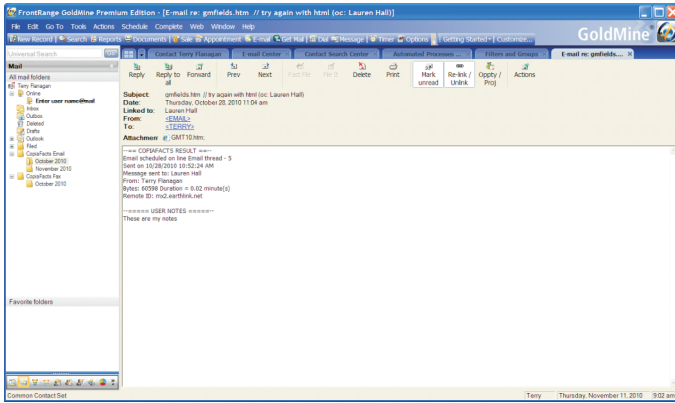 FrontRange GoldMine Premium Edition - [E-mail re: gmfields.htm // try again with html (oc: Lauren Hall)]
File Edit Go To Tools Actions Schedule Complete Web Window Help
New Record Search Reports Documents Sale Appointment E-mail Get Mail Dial Message Timer Options Getting Started Customize...
GoldMine
Universal Search
Contact Terry Flanagan E-mail Center Contact Search Center Automated Processes ... Filters and Groups E-mail re: gmfields.... X
Mail
Reply Reply to all Forward Prev Next Fast File File It Delete Print Mark unread Re-link / Unlink Oppty / Proj Actions
All mail folders
Terry Flanagan
Online
Enter user name@mail
Inbox
Outbox
Deleted
Drafts
Outlook
Filed
CopiaFacts Email
October 2010
November 2010
CopiaFacts Fax
October 2010
Subject: gmfields.htm // try again with html (oc: Lauren Hall)
Date: Thursday, October 28, 2010 11:04 am
Linked to: Lauren Hall
From: <EMAIL>
To: <TERRY>
Attachmen GMT10.htm;
--== COPIAFACTS RESULT ==--
Email scheduled on line Email thread - 5
Sent on 10/28/2010 10:52:24 AM
Message sent to: Lauren Hall
From: Terry Flanagan
Bytes: 60598 Duration = 0.02 minute(s)
Remote ID: mx2.earthlink.net
--===== USER NOTES =====--
These are my notes
Favorite folders
Common Contact Set
Terry Thursday, November 11, 2010 9:02 am